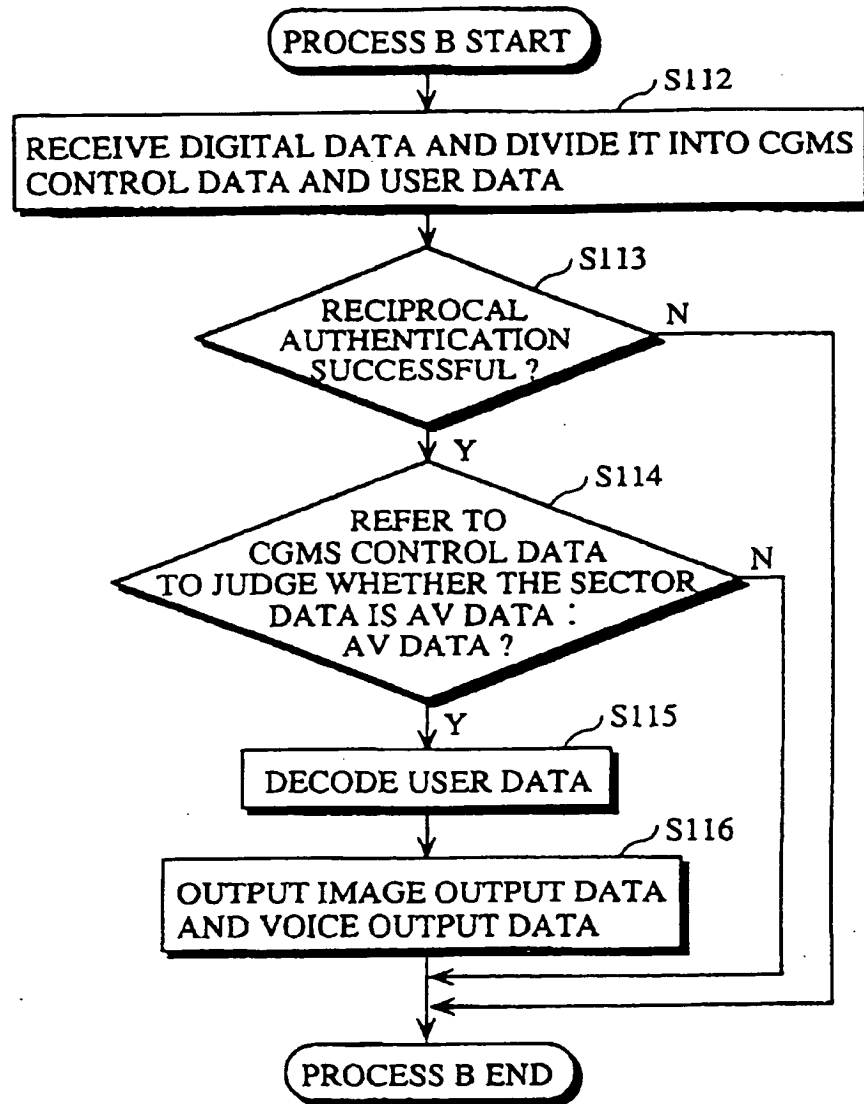 PROCESS B START
S112
RECEIVE DIGITAL DATA AND DIVIDE IT INTO CGMS
CONTROL DATA AND USER DATA
S113
RECIPROCAL
AUTHENTICATION
SUCCESSFUL ?
N
Y
S114
REFER TO
CGMS CONTROL DATA
TO JUDGE WHETHER THE SECTOR
DATA IS AV DATA :
AV DATA ?
N
Y
S115
DECODE USER DATA
S116
OUTPUT IMAGE OUTPUT DATA
AND VOICE OUTPUT DATA
PROCESS B END